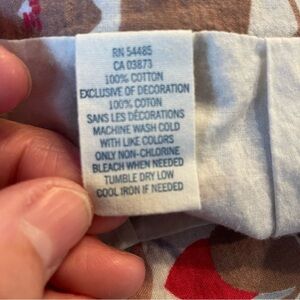 RN 54485
CA 03873
100% COTTON
EXCLUSIVE OF DECORATION
100% COTON
SANS LES DÉCORATIONS
MACHINE WASH COLD
WITH LIKE COLORS
ONLY NON-CHLORINE
BLEACH WHEN NEEDED
TUMBLE DRY LOW
COOL IRON IF NEEDED